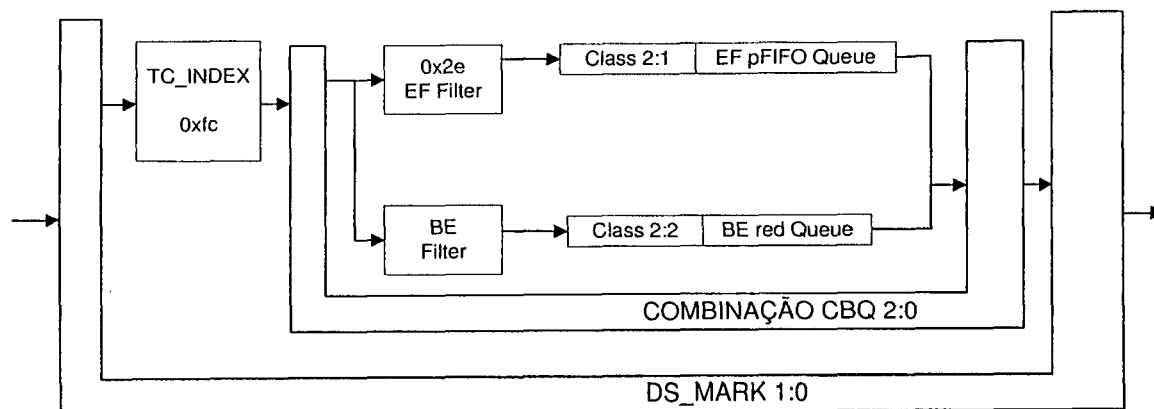 TC_INDEX
0xfc
0x2e
EF Filter
Class 2:1
EF pFIFO Queue
BE
Filter
Class 2:2
BE red Queue
COMBINAÇÃO CBQ 2:0
DS_MARK 1:0